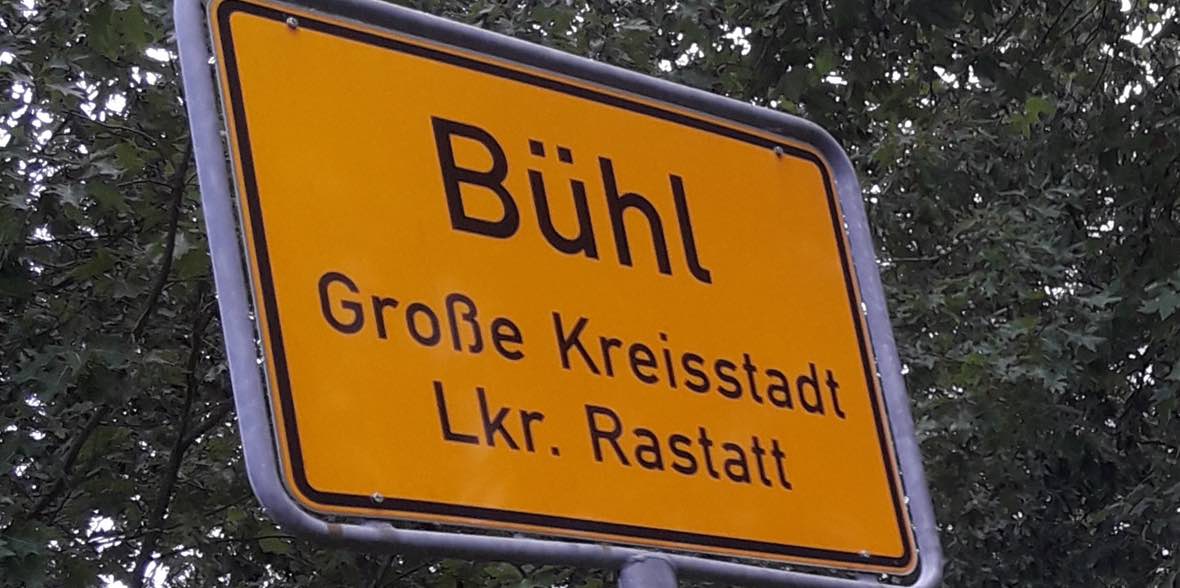 Bühl
Große Kreisstadt
Lkr. Rastatt